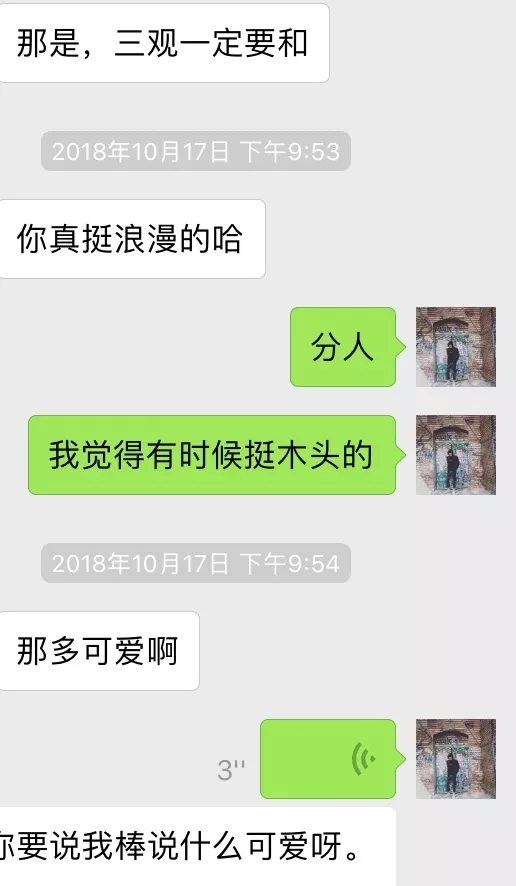 那是，三观一定要和
2018年10月17日 下午9:53
你真挺浪漫的哈
分人
我觉得有时候挺木头的
2018年10月17日 下午9:54
那多可爱啊
3''
你要说我棒说什么可爱呀。